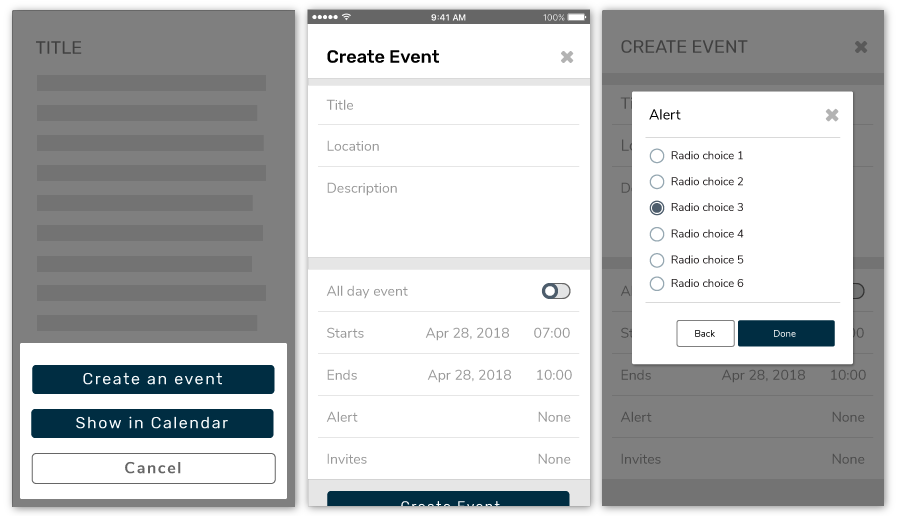 TITLE
Create an event
Show in Calendar
Cancel
9:41 AM 100%
Create Event
Title
Location
Description
All day event
Starts Apr 28, 2018 07:00
Ends Apr 28, 2018 10:00
Alert None
Invites None
Create Event
CREATE EVENT
Alert
Radio choice 1
Radio choice 2
Radio choice 3
Radio choice 4
Radio choice 5
Radio choice 6
Back Done
Ends Apr 28, 2018 10:00
Alert None
Invites None